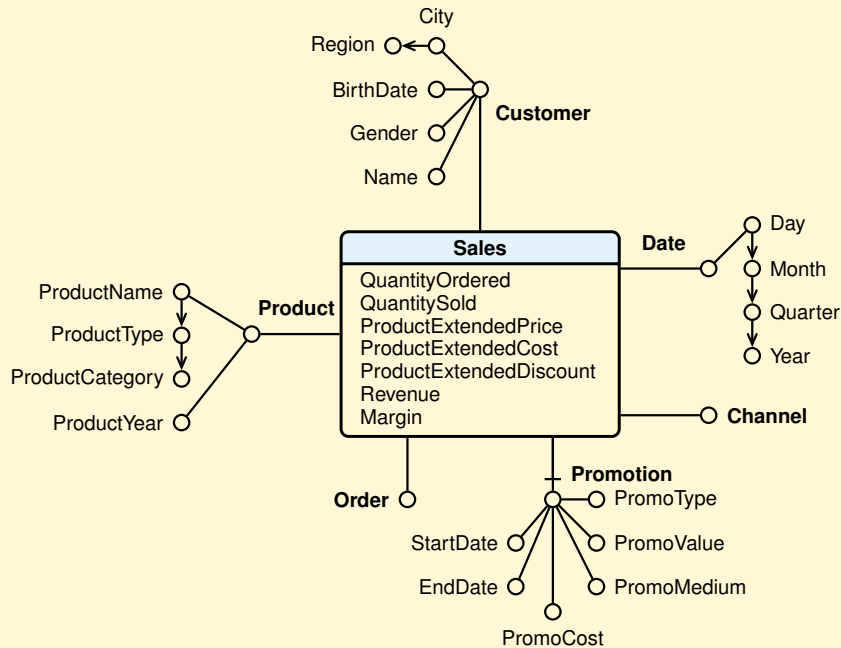 City
Region
BirthDate
Customer
Gender
Name
Sales
QuantityOrdered
QuantitySold
ProductExtendedPrice
ProductExtendedCost
ProductExtendedDiscount
Revenue
Margin
Date
Day
Month
Quarter
Year
Product
ProductName
ProductType
ProductCategory
ProductYear
Channel
Order
Promotion
PromoType
StartDate
PromoValue
EndDate
PromoMedium
PromoCost